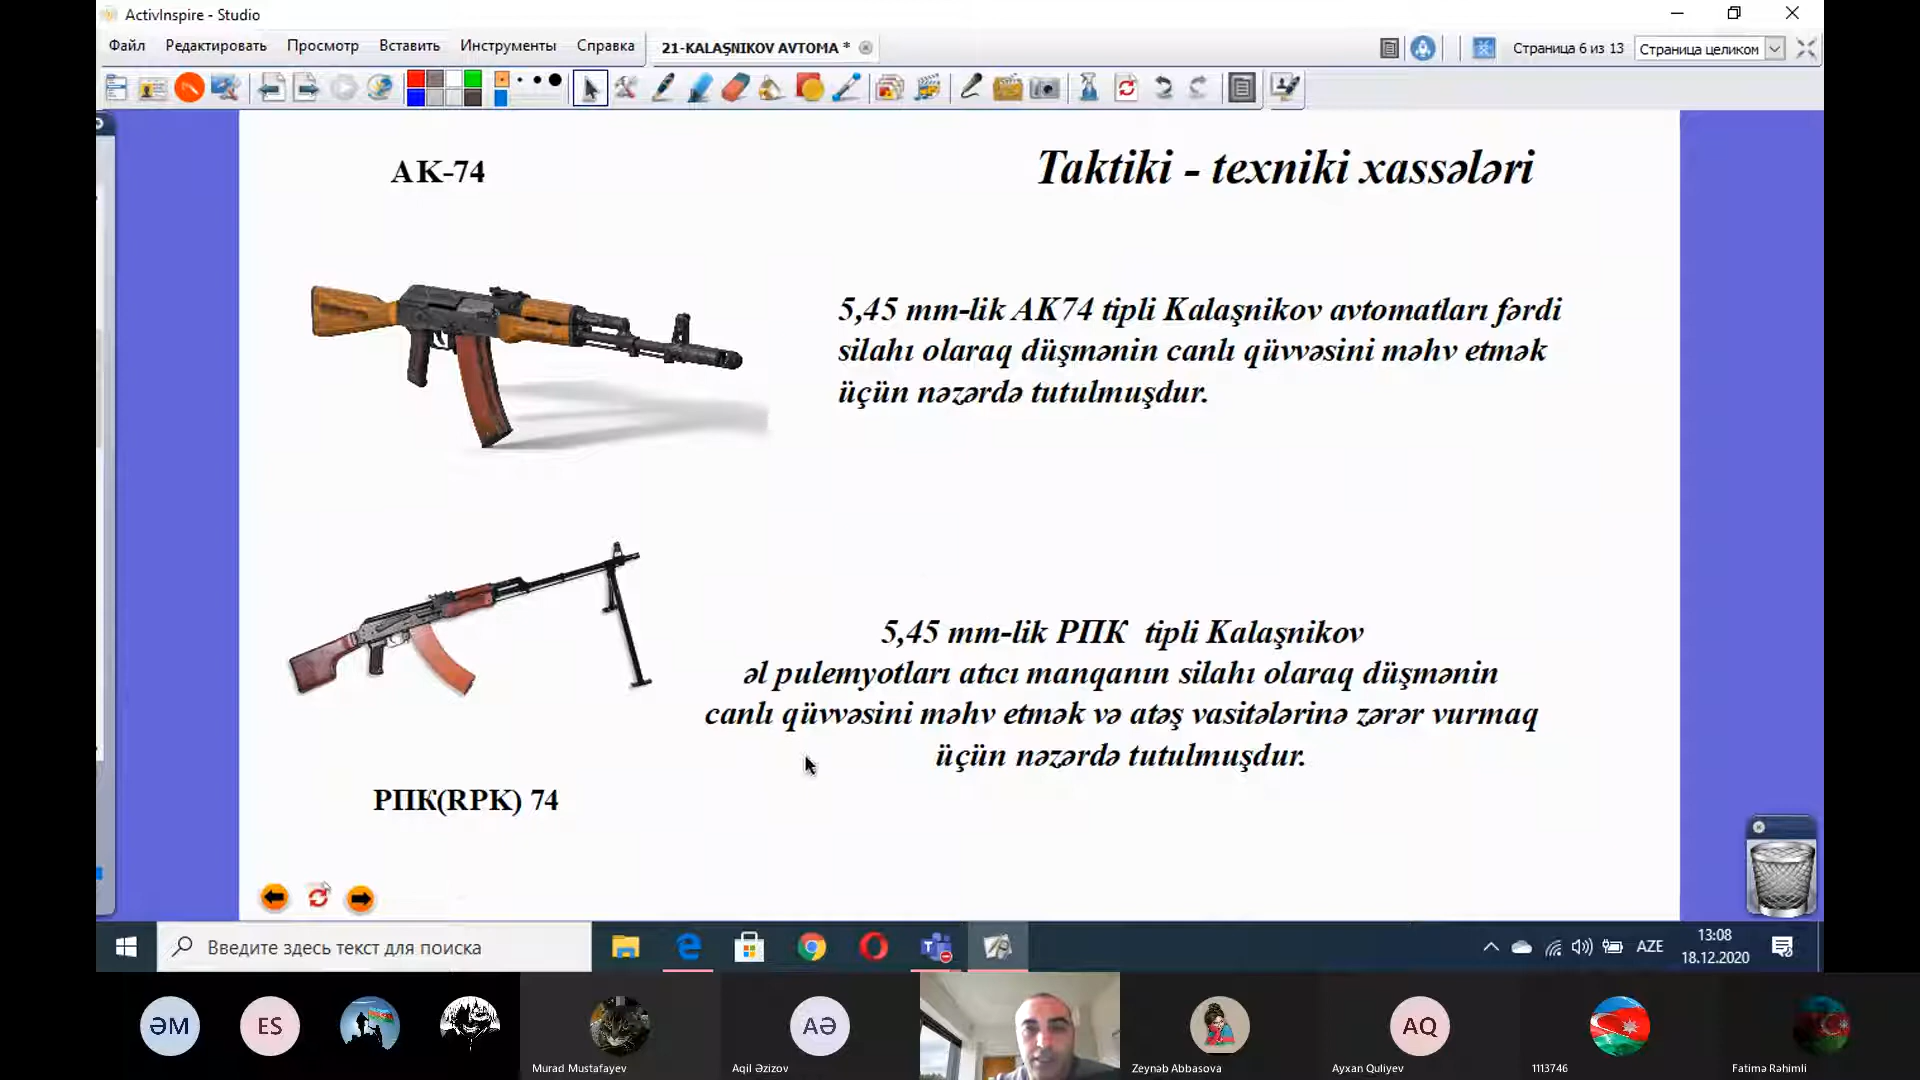 ActivInspire - Studio
Файл Редактировать Просмотр Вставить Инструменты Справка
21-KALAŞNIKOV AVTOMA *
Страница 6 из 13
Страница целиком
AK-74
Taktiki - texniki xassələri
5,45 mm-lik AK74 tipli Kalaşnikov avtomatları fərdi
silahı olaraq düşmənin canlı qüvvəsini məhv etmək
üçün nəzərdə tutulmuşdur.
5,45 mm-lik РПК tipli Kalaşnikov
əl pulemyotları atıcı manqanın silahı olaraq düşmənin
canlı qüvvəsini məhv etmək və atəş vasitələrinə zərər vurmaq
üçün nəzərdə tutulmuşdur.
РПК(RPK) 74
Введите здесь текст для поиска
AZE
13:08
18.12.2020
ƏM
ES
AƏ
AQ
Murad Mustafayev
Aqil Əzizov
Zeynəb Abbasova
Ayxan Quliyev
1113746
Fatimə Rəhimli